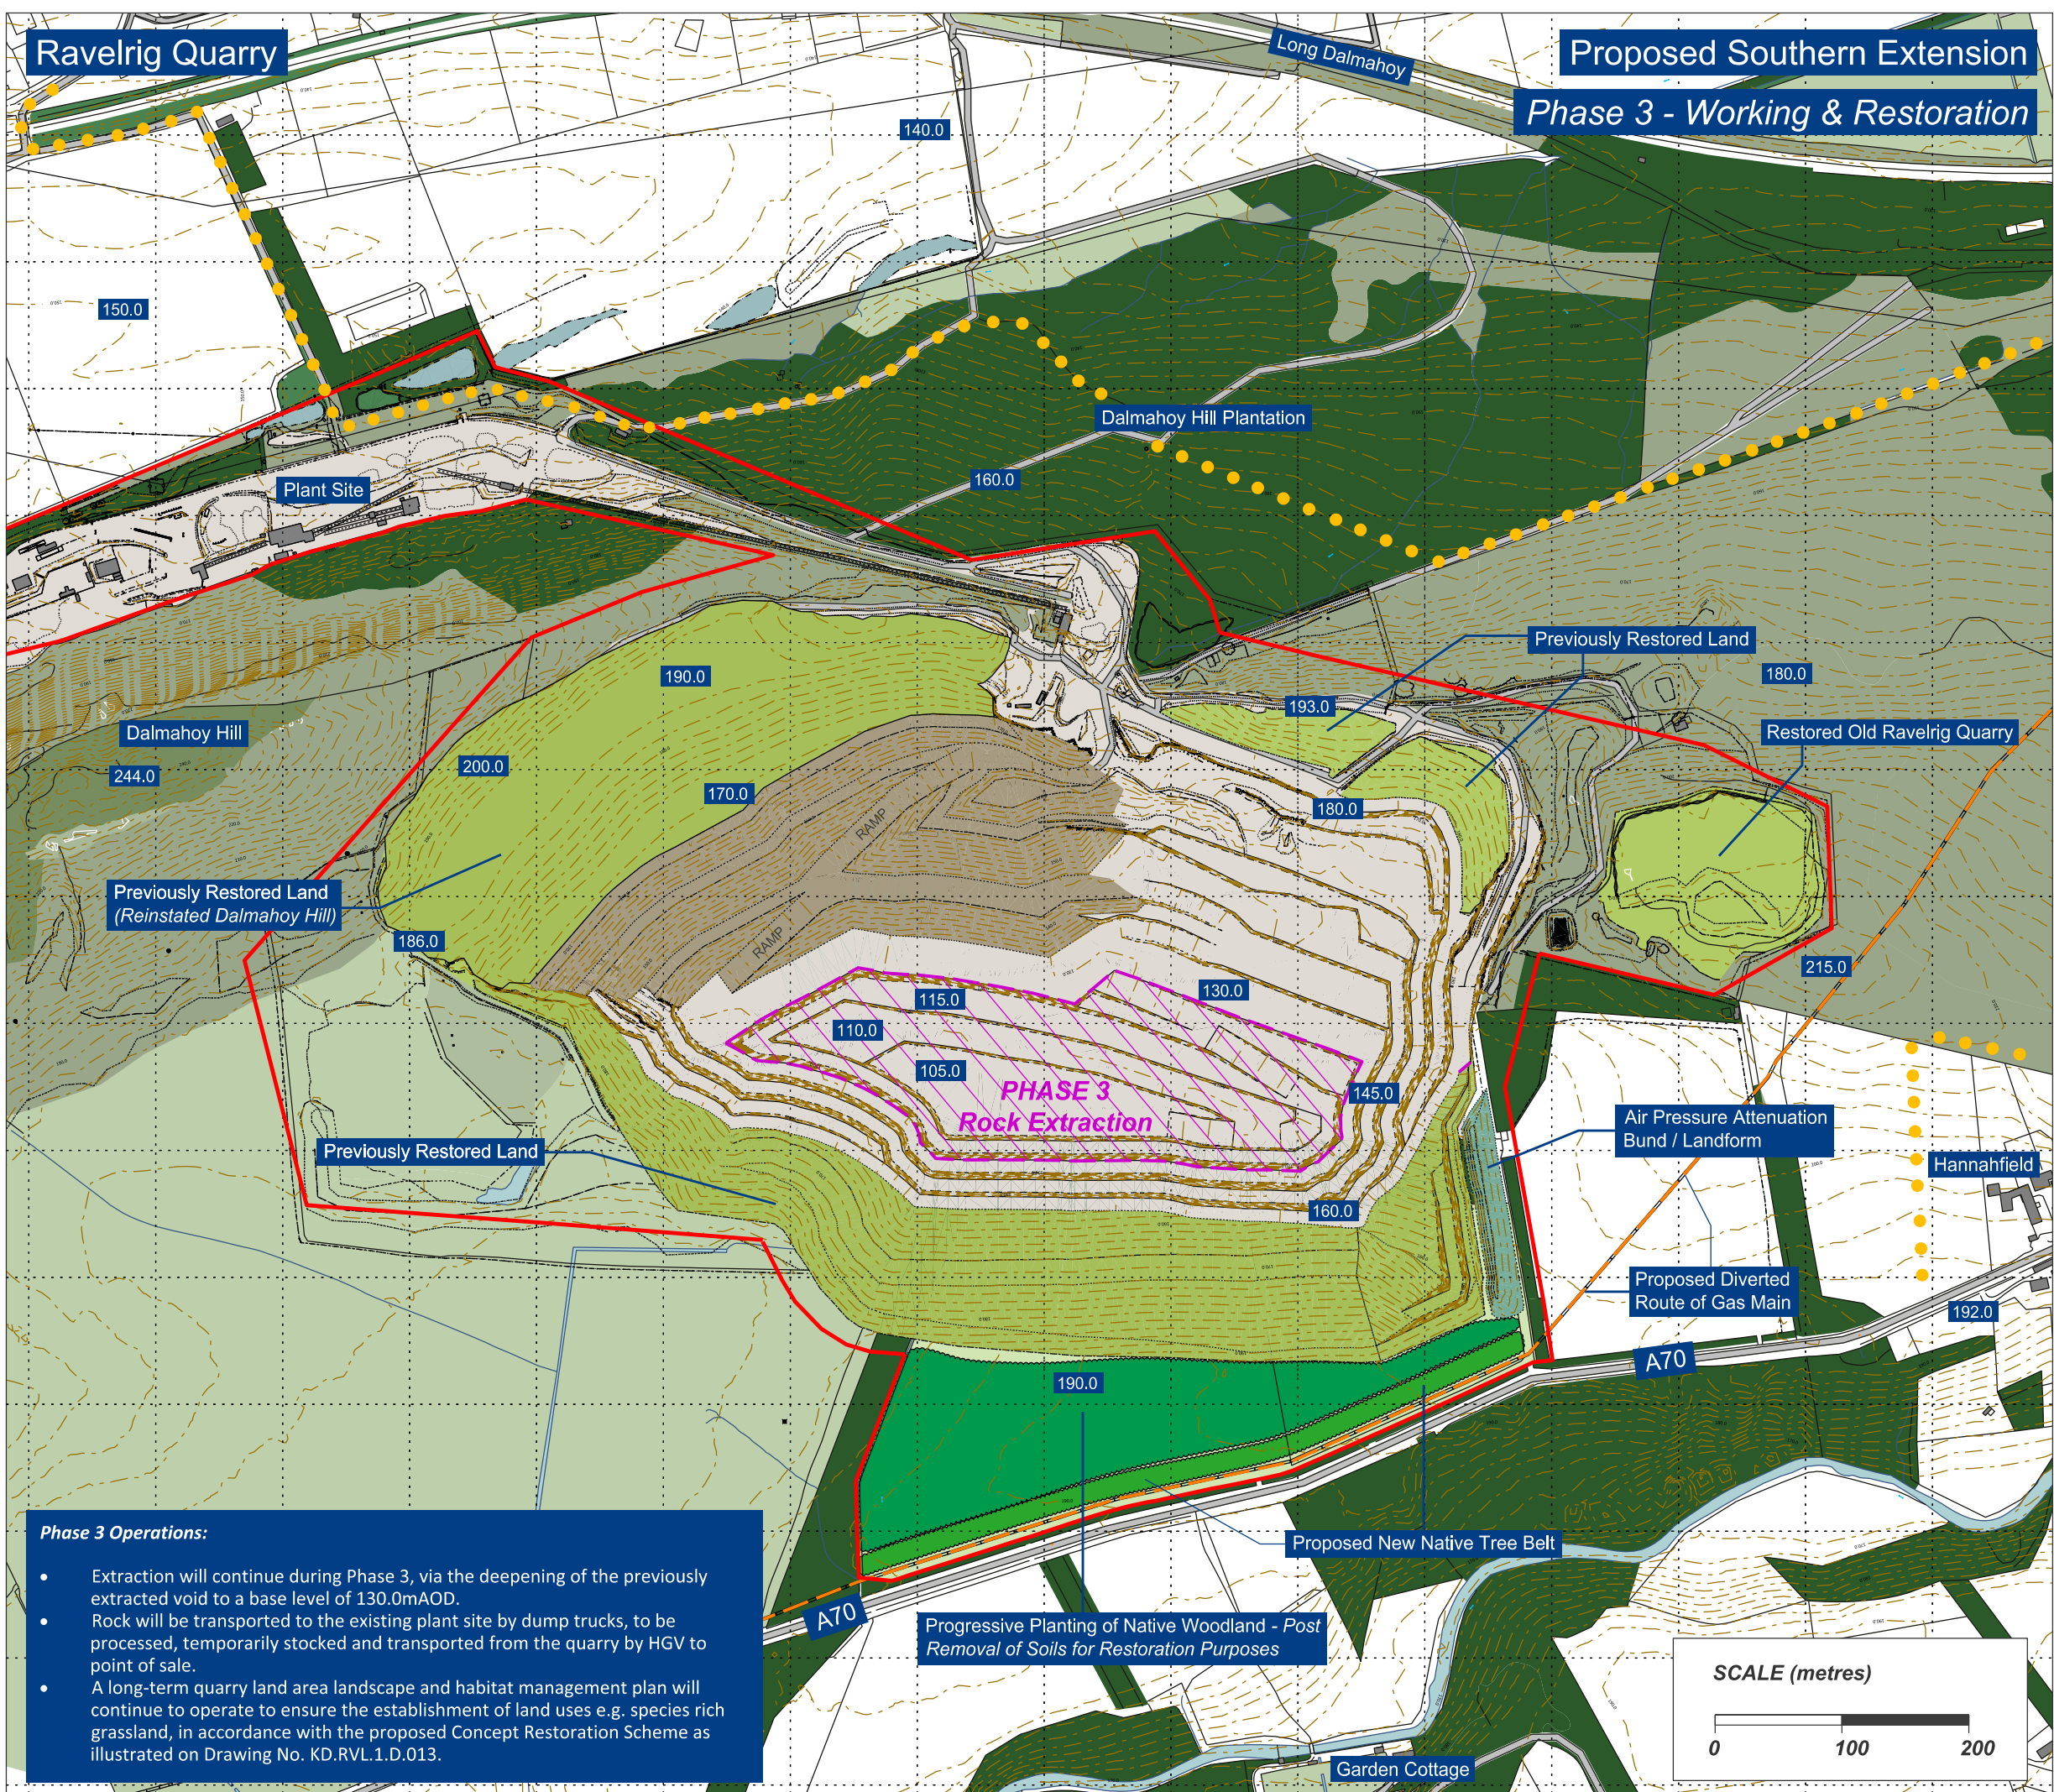 Ravelrig Quarry
Long Dalmahoy
Proposed Southern Extension
Phase 3 - Working & Restoration
140.0
150.0
Dalmahoy Hill Plantation
160.0
Plant Site
Previously Restored Land
190.0
180.0
193.0
Dalmahoy Hill
Restored Old Ravelrig Quarry
244.0
200.0
170.0
180.0
RAMP
Previously Restored Land
(Reinstated Dalmahoy Hill)
186.0
RAMP
215.0
130.0
115.0
110.0
105.0
PHASE 3
Rock Extraction
145.0
Air Pressure Attenuation
Bund / Landform
Previously Restored Land
Hannahfield
160.0
Proposed Diverted
Route of Gas Main
192.0
A70
190.0
Phase 3 Operations:
• Extraction will continue during Phase 3, via the deepening of the previously
extracted void to a base level of 130.0mAOD.
• Rock will be transported to the existing plant site by dump trucks, to be
processed, temporarily stocked and transported from the quarry by HGV to
point of sale.
• A long-term quarry land area landscape and habitat management plan will
continue to operate to ensure the establishment of land uses e.g. species rich
grassland, in accordance with the proposed Concept Restoration Scheme as
illustrated on Drawing No. KD.RVL.1.D.013.
Proposed New Native Tree Belt
A70
Progressive Planting of Native Woodland - Post
Removal of Soils for Restoration Purposes
SCALE (metres)
0 100 200
Garden Cottage